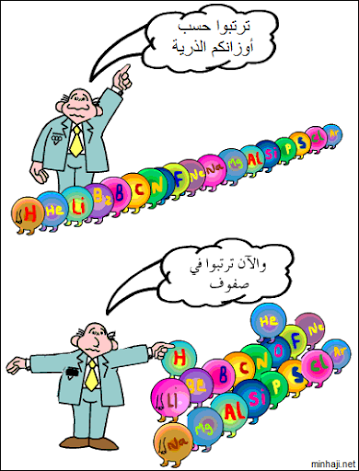 ترتبوا حسب
أوزانكم الذرية
H He Li Be B C N F Ne Na Mg Al Si P S Cl Ar
والآن ترتبوا في
صفوف
He
H O F Ne
Li Be B C N
Na Mg Al Si P S Cl Ar
minhaji.net